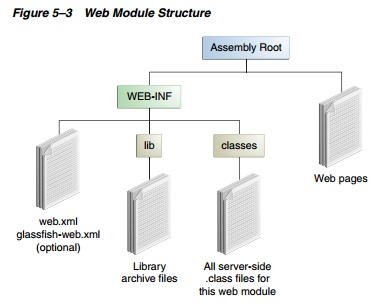 Figure 5–3 Web Module Structure
Assembly Root
WEB-INF
lib
classes
Web pages
web.xml
glassfish-web.xml
(optional)
Library
archive files
All server-side
.class files for
this web module